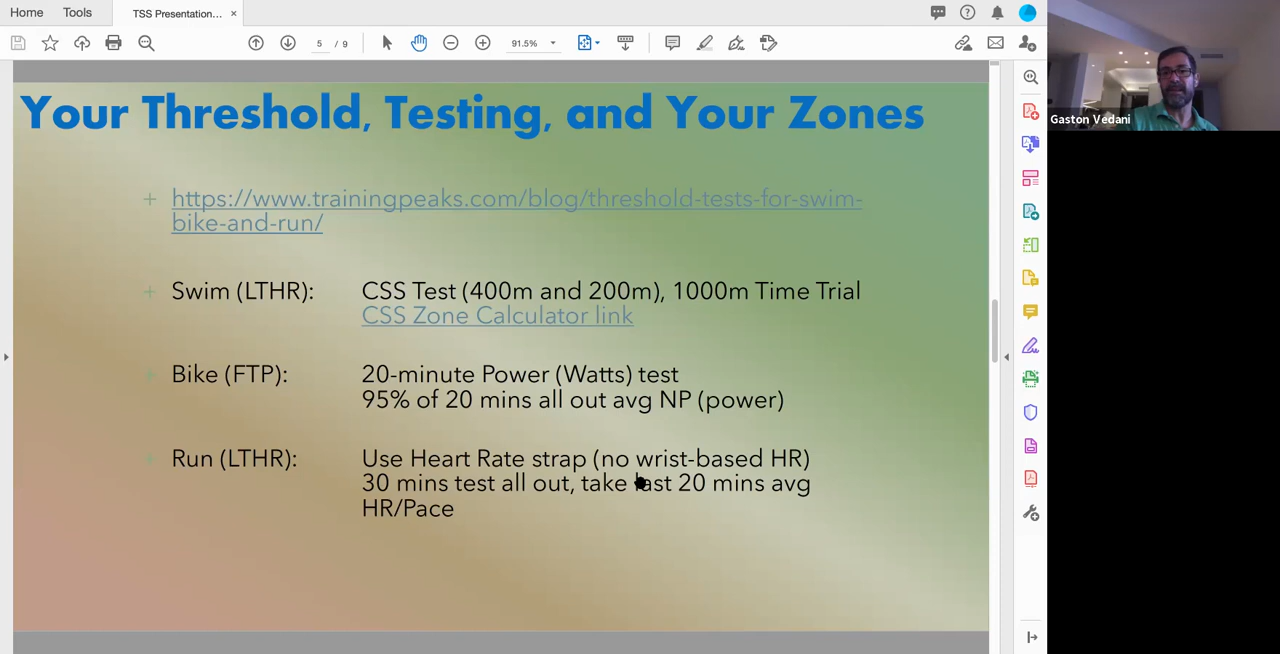 Home Tools TSS Presentation... ×
5 / 9 91.5%
Your Threshold, Testing, and Your Zones
+ https://www.trainingpeaks.com/blog/threshold-tests-for-swim-
bike-and-run/
+ Swim (LTHR): CSS Test (400m and 200m), 1000m Time Trial
CSS Zone Calculator link
+ Bike (FTP): 20-minute Power (Watts) test
95% of 20 mins all out avg NP (power)
+ Run (LTHR): Use Heart Rate strap (no wrist-based HR)
30 mins test all out, take last 20 mins avg
HR/Pace
Gaston Vedani